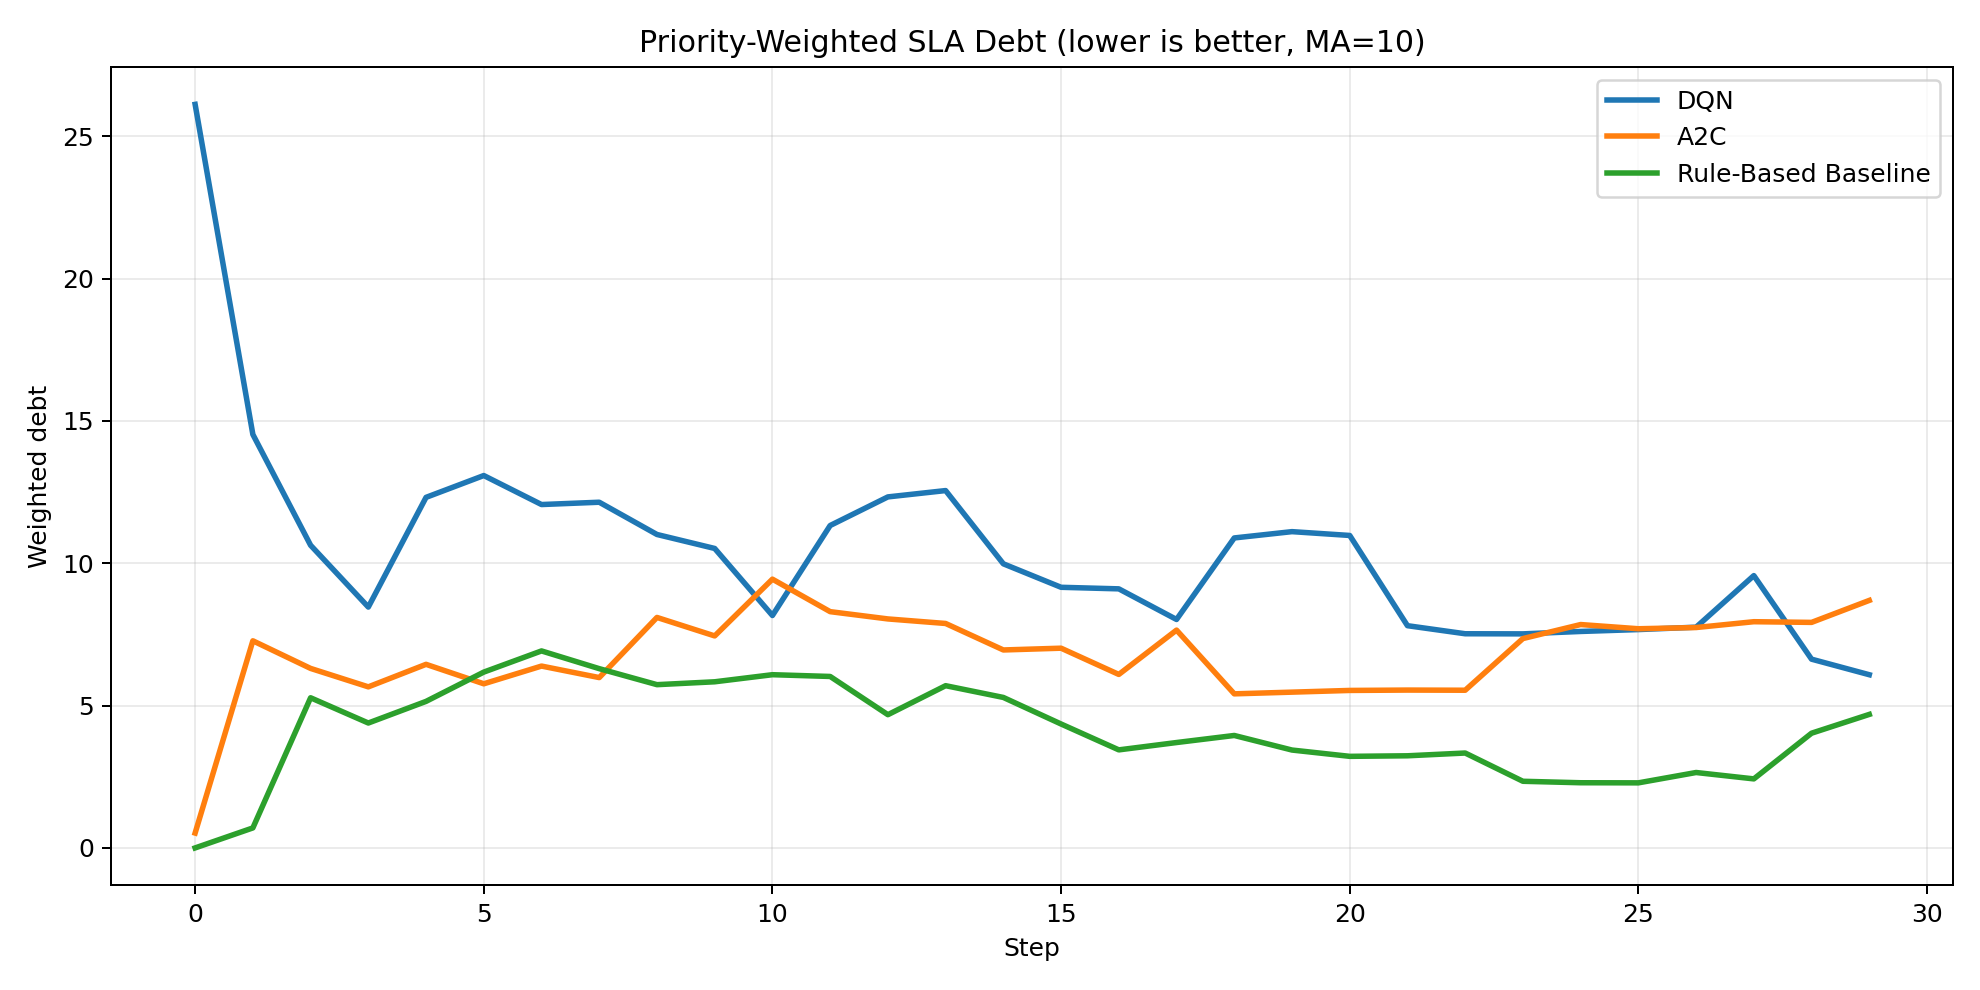 Priority-Weighted SLA Debt (lower is better, MA=10)
DQN
A2C
Rule-Based Baseline
Weighted debt
25
20
15
10
5
0
0 5 10 15 20 25 30
Step